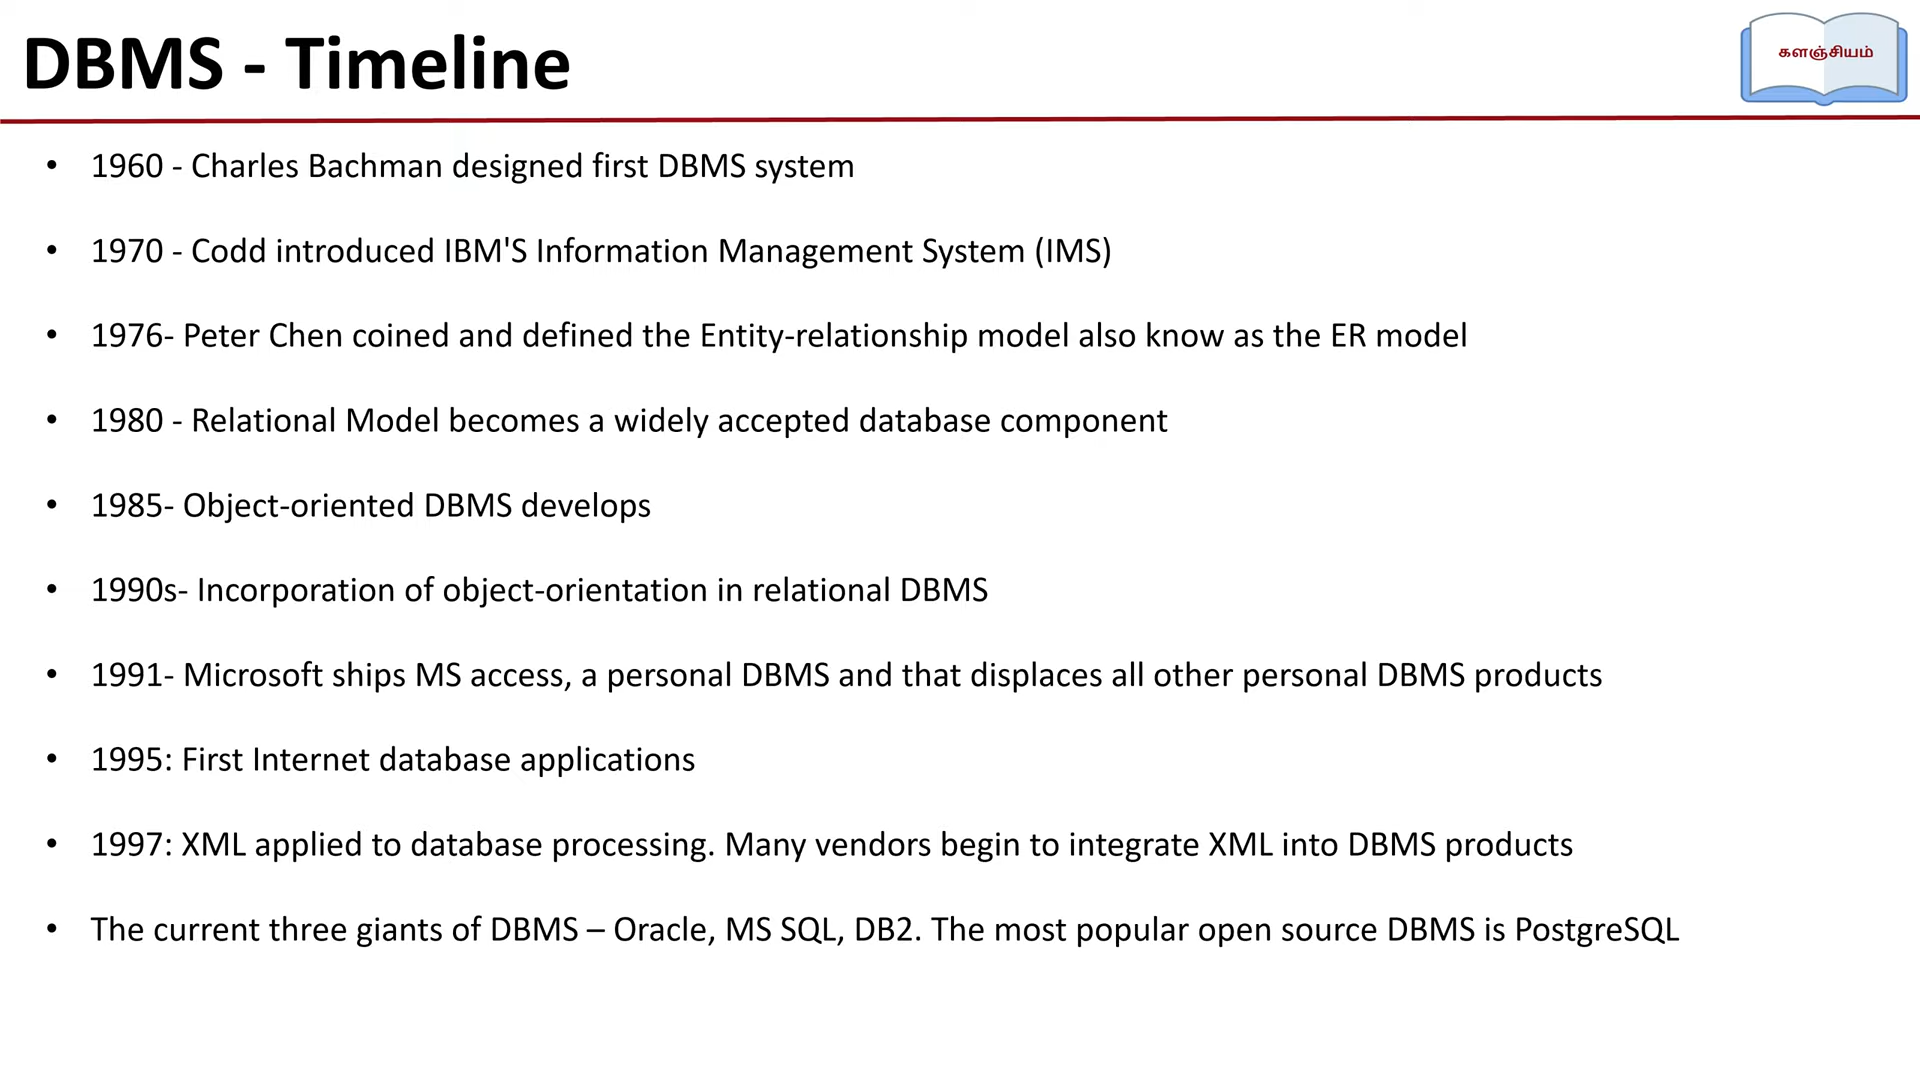 DBMS - Timeline
களஞ்சியம்
• 1960 - Charles Bachman designed first DBMS system
• 1970 - Codd introduced IBM'S Information Management System (IMS)
• 1976- Peter Chen coined and defined the Entity-relationship model also know as the ER model
• 1980 - Relational Model becomes a widely accepted database component
• 1985- Object-oriented DBMS develops
• 1990s- Incorporation of object-orientation in relational DBMS
• 1991- Microsoft ships MS access, a personal DBMS and that displaces all other personal DBMS products
• 1995: First Internet database applications
• 1997: XML applied to database processing. Many vendors begin to integrate XML into DBMS products
• The current three giants of DBMS – Oracle, MS SQL, DB2. The most popular open source DBMS is PostgreSQL